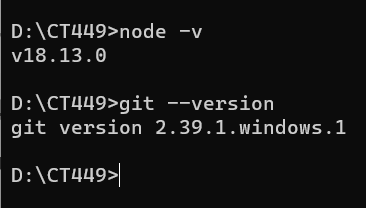 D:\CT449>node -v
v18.13.0
D:\CT449>git --version
git version 2.39.1.windows.1
D:\CT449>